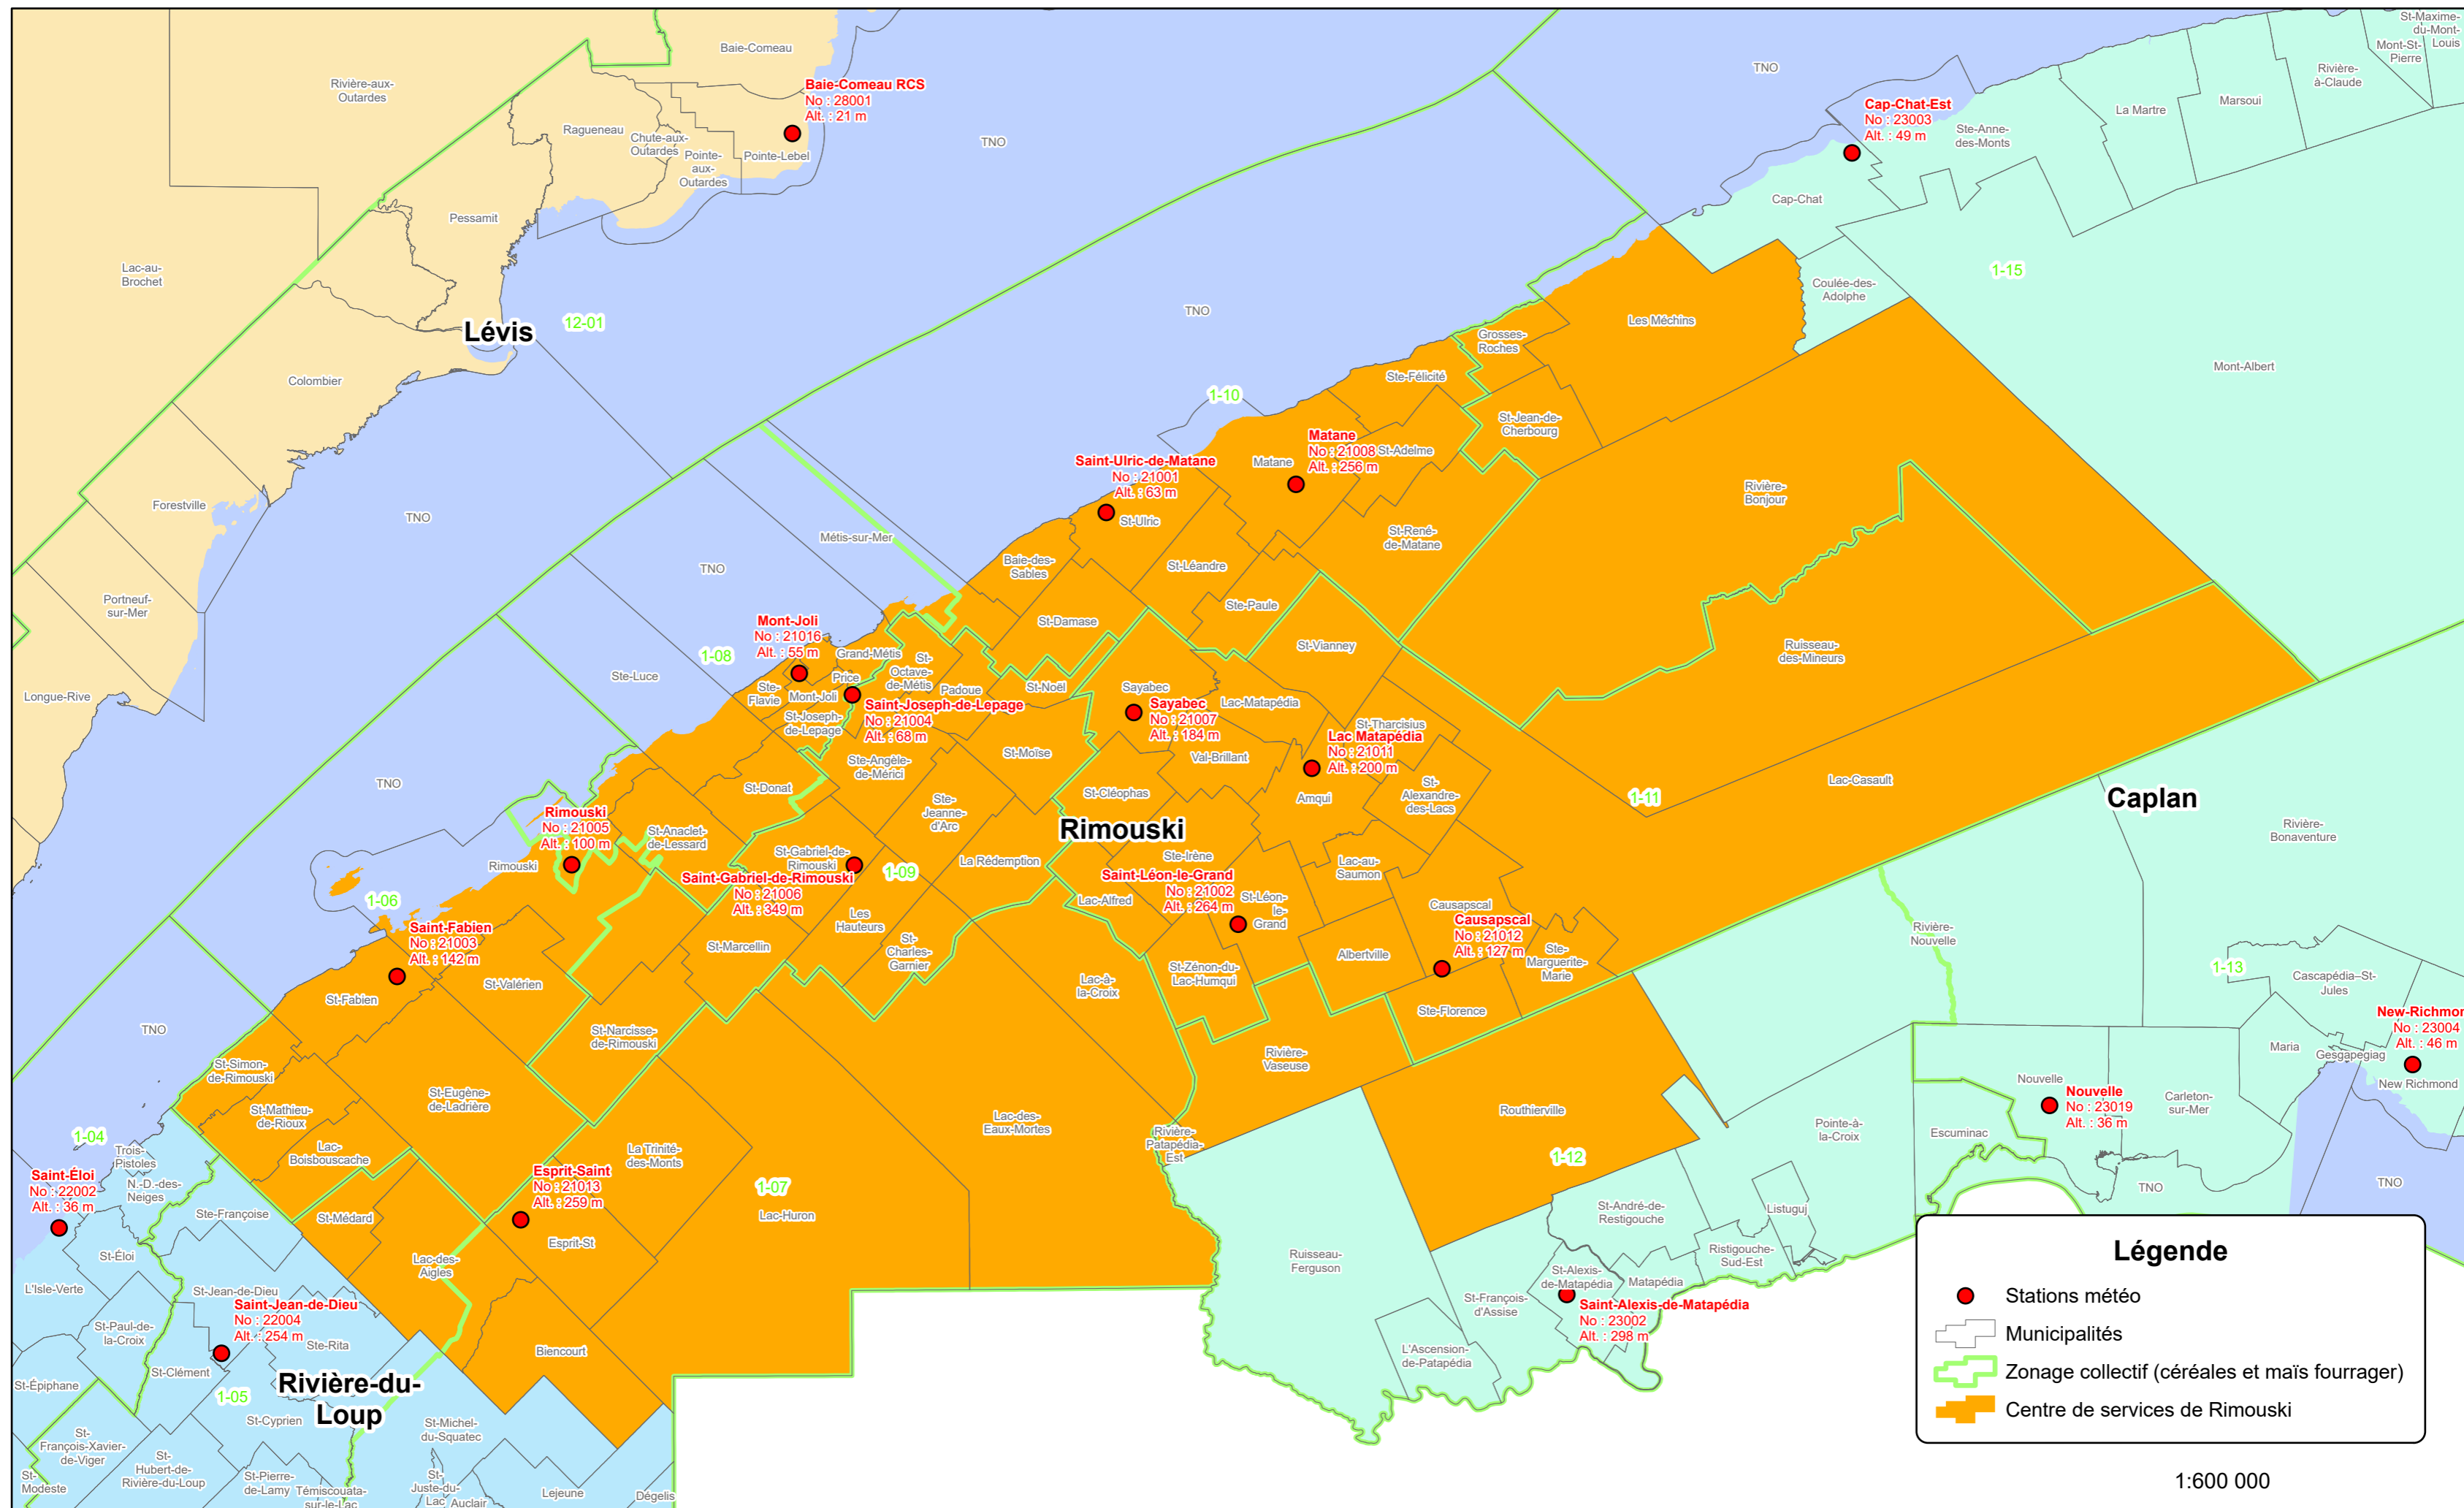 Baie-Comeau
St-Maxime-
du-Mont-
Louis
Mont-St-
Pierre
Rivière-
à-Claude
TNO
Rivière-aux-
Outardes
Baie-Comeau RCS
No : 28001
Alt. : 21 m
Marsoui
La Martre
Cap-Chat-Est
No : 23003
Alt. : 49 m
Ste-Anne-
des-Monts
Ragueneau
Chute-aux-
Outardes
Pointe-
aux-
Outardes
Pointe-Lebel
TNO
Cap-Chat
Pessamit
Lac-au-
Brochet
1-15
Coulée-des-
Adolphe
TNO
12-01
Lévis
Les Méchins
Grosses-
Roches
Mont-Albert
Colombier
Ste-Félicité
1-10
St-Jean-de-
Cherbourg
Matane
No : 21008
Alt. : 256 m
St-Adelme
Matane
Saint-Ulric-de-Matane
No : 21001
Alt. : 63 m
St-Ulric
Rivière-
Bonjour
Forestville
TNO
Métis-sur-Mer
St-René-
de-Matane
Baie-des-
Sables
St-Léandre
TNO
Portneuf-
sur-Mer
Ste-Paule
St-Damase
Mont-Joli
No : 21016
Alt. : 55 m
1-08
Grand-Métis
St-
Octave-
de-Métis
St-Vianney
Ruisseau-
des-Mineurs
Ste-Luce
Price
Ste-
Flavie
Mont-Joli
Padoue
St-Noël
Sayabec
Longue-Rive
Saint-Joseph-de-Lepage
No : 21004
Alt. : 68 m
St-Joseph-
de-Lepage
Sayabec
No : 21007
Alt. : 184 m
Lac-Matapédia
St-Tharcisius
Lac Matapédia
No : 21011
Alt. : 200 m
St-Moïse
Val-Brillant
Ste-Angèle-
de-Mérici
TNO
St-Donat
St-Cléophas
Amqui
St-
Alexandre-
des-Lacs
1-11
Lac-Casault
Caplan
Ste-
Jeanne-
d'Arc
Rimouski
No : 21005
Alt. : 100 m
St-Anaclet-
de-Lessard
Rimouski
Rivière-
Bonaventure
Rimouski
St-Gabriel-de-
Rimouski
1-09
La Rédemption
Ste-Irène
Lac-au-
Saumon
Saint-Gabriel-de-Rimouski
No : 21006
Alt. : 349 m
Saint-Léon-le-Grand
No : 21002
Alt. : 264 m
St-Léon-
le-
Grand
Lac-Alfred
Causapscal
1-06
Les
Hauteurs
Causapscal
No : 21012
Alt. : 127 m
Saint-Fabien
No : 21003
Alt. : 142 m
St-Marcellin
St-
Charles-
Garnier
Albertville
Ste-
Marguerite-
Marie
Rivière-
Nouvelle
1-13
St-Zénon-du-
Lac-Humqui
Cascapédia–St-
Jules
St-Fabien
St-Valérien
Lac-à-
la-Croix
Ste-Florence
New-Richmon
No : 23004
Alt. : 46 m
TNO
St-Narcisse-
de-Rimouski
Maria
Gesgapegiag
New Richmond
Rivière-
Vaseuse
St-Simon-
de-Rimouski
Nouvelle
Nouvelle
No : 23019
Alt. : 36 m
Carleton-
sur-Mer
St-Eugène-
de-Ladrière
St-Mathieu-
de-Rioux
Lac-des-
Eaux-Mortes
Routhierville
Pointe-à-
la-Croix
Escuminac
1-04
Rivière-
Patapédia-
Est
Lac-
Boisbouscache
La Trinité-
des-Monts
1-12
Trois-
Pistoles
Saint-Éloi
No : 22002
Alt. : 36 m
N.-D.-des-
Neiges
Esprit-Saint
No : 21013
Alt. : 259 m
1-07
Lac-Huron
TNO
TNO
Ste-Françoise
St-Médard
St-André-de-
Restigouche
Listuguj
Esprit-St
St-Éloi
Lac-des-
Aigles
Ruisseau-
Ferguson
Ristigouche-
Sud-Est
Légende
L'Isle-Verte
St-Jean-de-Dieu
St-Alexis-
de-Matapédia
Matapédia
Stations météo
Saint-Jean-de-Dieu
No : 22004
Alt. : 254 m
St-François-
d'Assise
Saint-Alexis-de-Matapédia
No : 23002
Alt. : 298 m
St-Paul-de-
la-Croix
Ste-Rita
Municipalités
Biencourt
L'Ascension-
de-Patapédia
St-Clément
Zonage collectif (céréales et maïs fourrager)
St-Épiphane
1-05
Rivière-du-
Loup
Centre de services de Rimouski
St-Cyprien
St-Michel-
du-Squatec
St-
François-Xavier-
de-Viger
St-
Hubert-de-
Rivière-du-Loup
St-
Modeste
St-Pierre-
de-Lamy
Témiscouata-
sur-le-Lac
St-
Juste-du-
Lac
Auclair
Lejeune
Dégelis
1:600 000